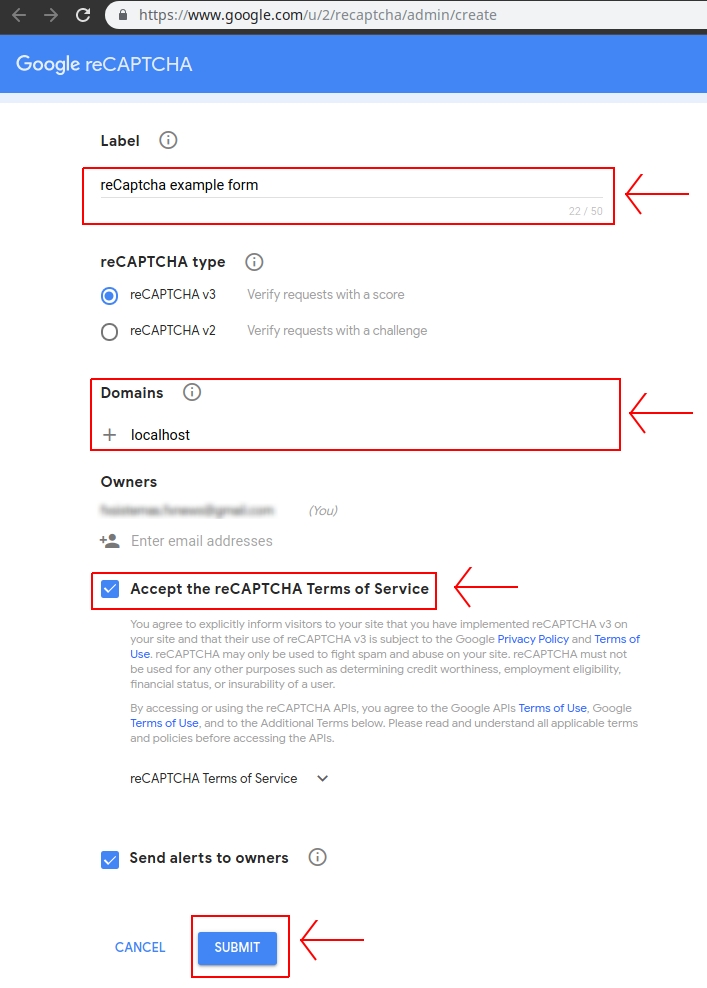 https://www.google.com/u/2/recaptcha/admin/create
Google reCAPTCHA
Label
reCaptcha example form
22 / 50
reCAPTCHA type
reCAPTCHA v3 Verify requests with a score
reCAPTCHA v2 Verify requests with a challenge
Domains
localhost
Owners
(You)
Enter email addresses
Accept the reCAPTCHA Terms of Service
You agree to explicitly inform visitors to your site that you have implemented reCAPTCHA v3 on
your site and that their use of reCAPTCHA v3 is subject to the Google Privacy Policy and Terms of
Use. reCAPTCHA may only be used to fight spam and abuse on your site. reCAPTCHA must not
be used for any other purposes such as determining credit worthiness, employment eligibility,
financial status, or insurability of a user.
By accessing or using the reCAPTCHA APIs, you agree to the Google APIs Terms of Use, Google
Terms of Use, and to the Additional Terms below. Please read and understand all applicable terms
and policies before accessing the APIs.
reCAPTCHA Terms of Service
Send alerts to owners
CANCEL SUBMIT